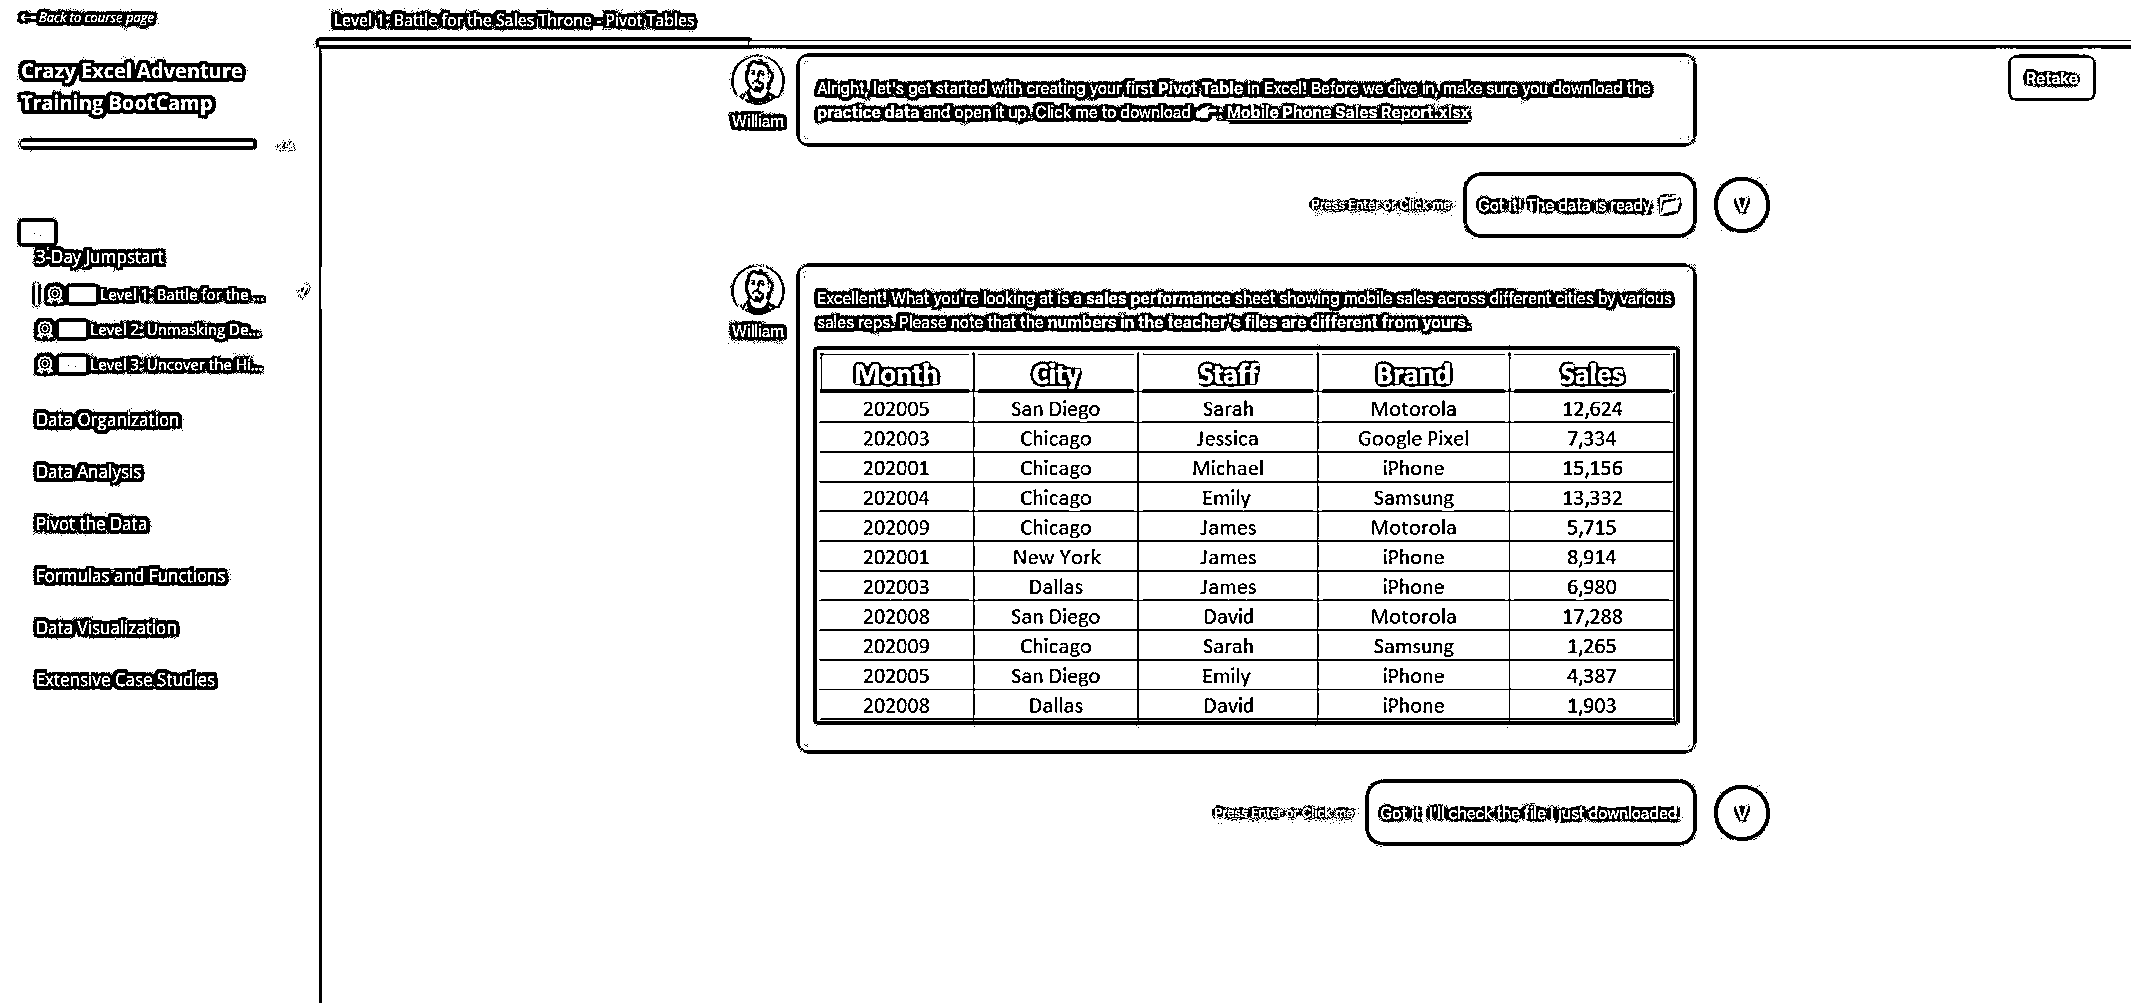 ← Back to course page
Level 1: Battle for the Sales Throne - Pivot Tables
Crazy Excel Adventure
Training BootCamp
3-Day Jumpstart
Level 1: Battle for the ...
Level 2: Unmasking De...
Level 3: Uncover the Hi...
Data Organization
Data Analysis
Pivot the Data
Formulas and Functions
Data Visualization
Extensive Case Studies
Retake
William
Alright, let's get started with creating your first Pivot Table in Excel! Before we dive in, make sure you download the
practice data and open it up. Click me to download 👉: Mobile Phone Sales Report.xlsx
Press Enter or Click me
Got it! The data is ready 📁
V
William
Excellent! What you're looking at is a sales performance sheet showing mobile sales across different cities by various
sales reps. Please note that the numbers in the teacher's files are different from yours.
Month City Staff Brand Sales
202005 San Diego Sarah Motorola 12,624
202003 Chicago Jessica Google Pixel 7,334
202001 Chicago Michael iPhone 15,156
202004 Chicago Emily Samsung 13,332
202009 Chicago James Motorola 5,715
202001 New York James iPhone 8,914
202003 Dallas James iPhone 6,980
202008 San Diego David Motorola 17,288
202009 Chicago Sarah Samsung 1,265
202005 San Diego Emily iPhone 4,387
202008 Dallas David iPhone 1,903
Press Enter or Click me
Got it! I'll check the file I just downloaded!
V